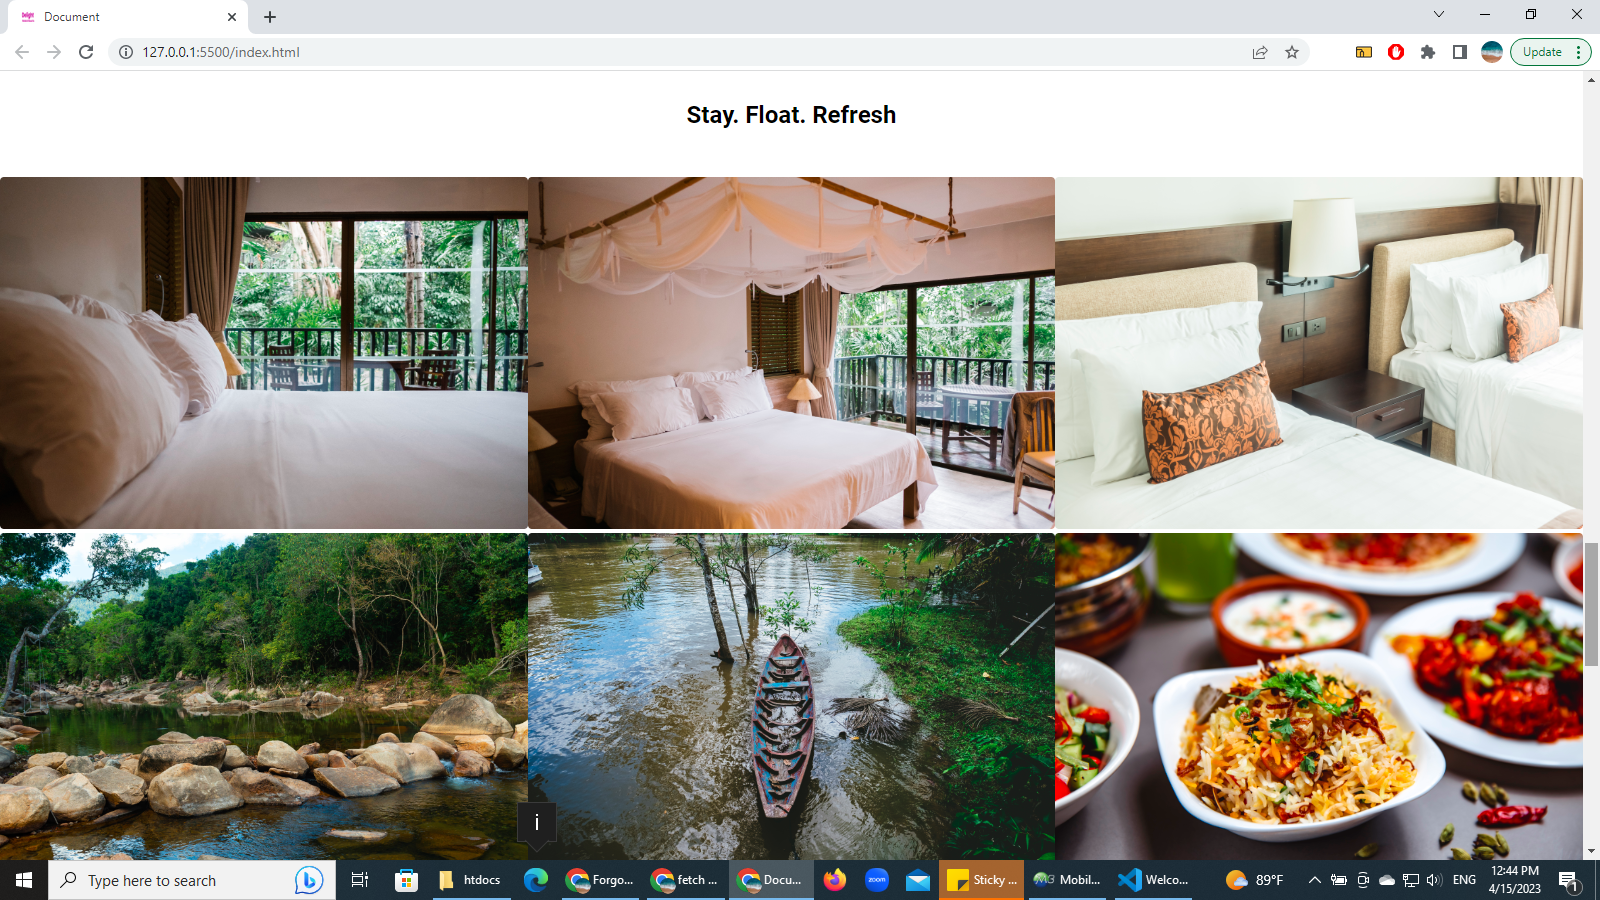 Document
127.0.0.1:5500/index.html
Update
Stay. Float. Refresh
i
Type here to search
htdocs
Forgo...
fetch ...
Docu...
zoom
Sticky ...
Mobil...
Welco...
89°F
ENG
12:44 PM
4/15/2023
1